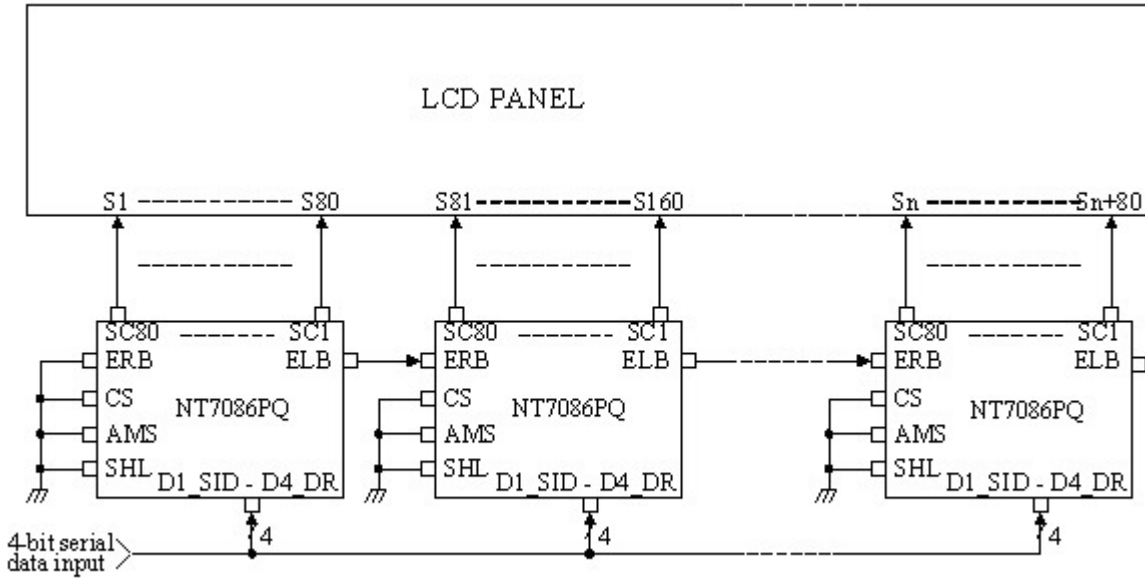 LCD PANEL
S1 ------------ S80 S81 ------------ S160 Sn ------------ Sn+80
SC80 ------- SC1 SC80 ------- SC1 SC80 ------- SC1
ERB ELB ERB ELB ERB ELB
CS CS CS
NT7086PQ NT7086PQ NT7086PQ
AMS AMS AMS
SHL SHL SHL
D1_SID - D4_DR D1_SID - D4_DR D1_SID - D4_DR
4 4 4
4-bit serial
data input